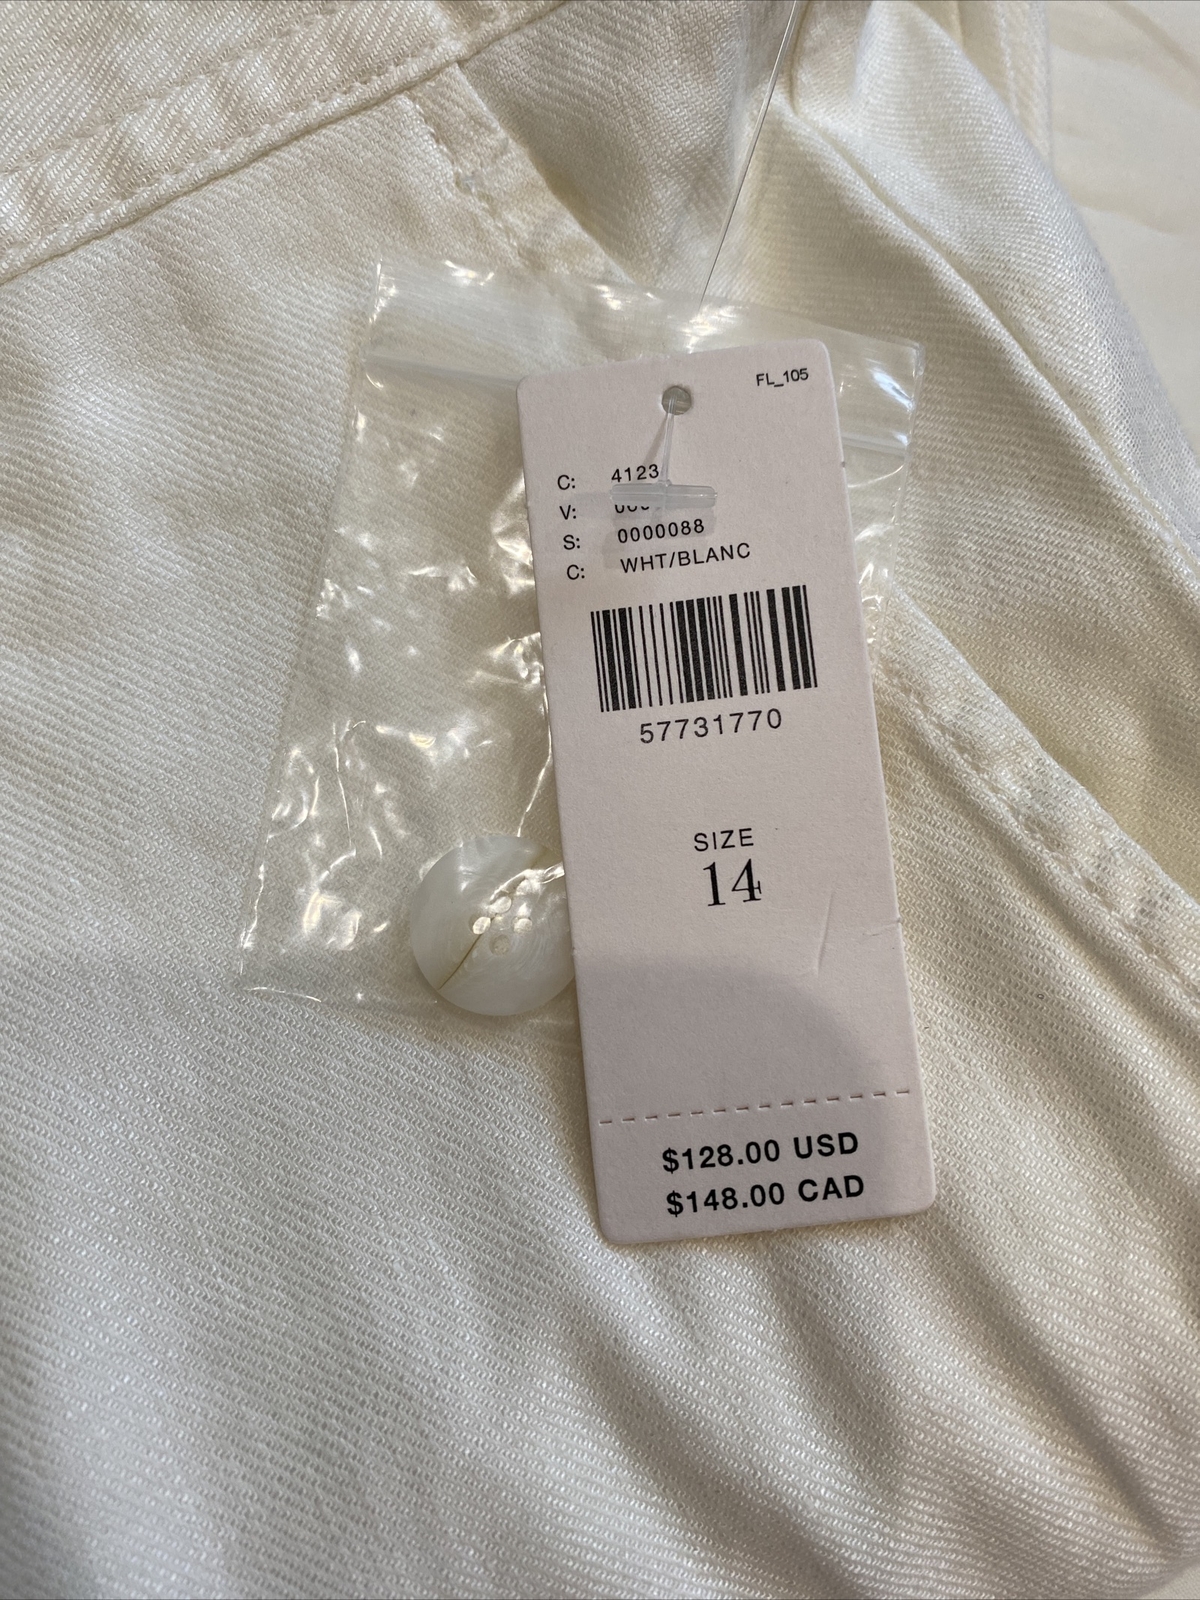 FL_105
C: 4123
V:
S: 0000088
C: WHT/BLANC
57731770
SIZE
14
$128.00 USD
$148.00 CAD